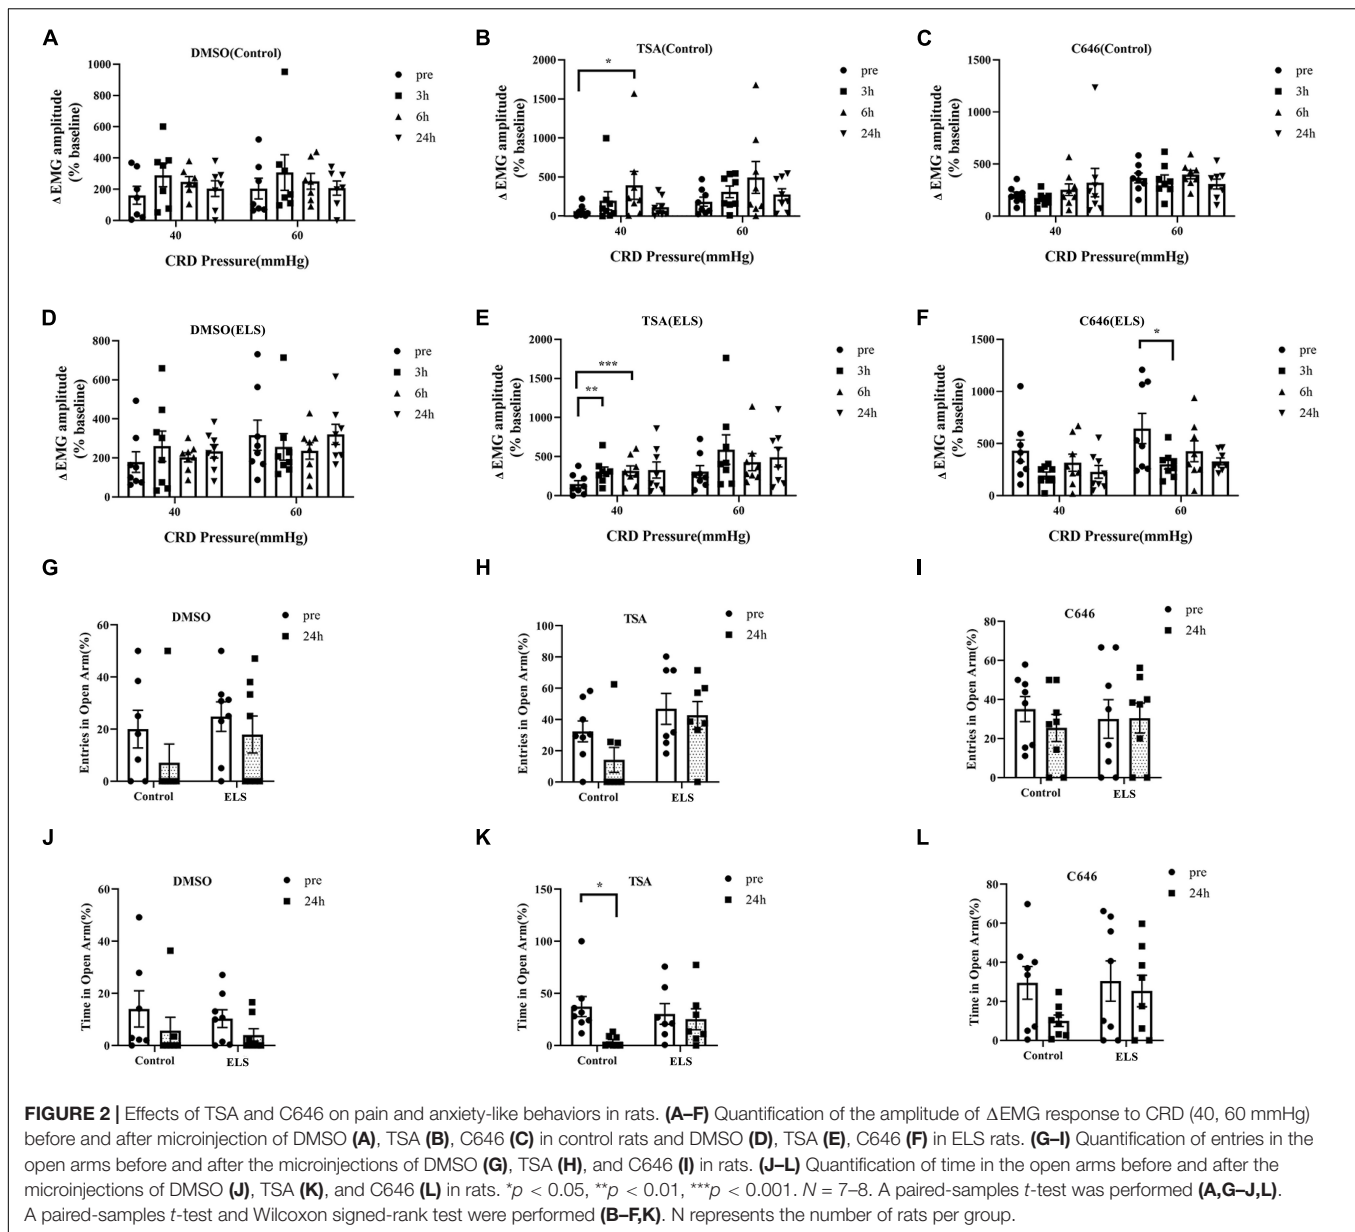 A
DMSO(Control)
1000
800
600
400
200
0
Δ EMG amplitude
(% baseline)
40
60
CRD Pressure(mmHg)
pre
3h
6h
24h
B
TSA(Control)
2000
1500
1000
500
0
Δ EMG amplitude
(% baseline)
*
40
60
CRD Pressure(mmHg)
pre
3h
6h
24h
C
C646(Control)
1500
1000
500
0
Δ EMG amplitude
(% baseline)
40
60
CRD Pressure(mmHg)
pre
3h
6h
24h
D
DMSO(ELS)
800
600
400
200
0
Δ EMG amplitude
(% baseline)
40
60
CRD Pressure(mmHg)
pre
3h
6h
24h
E
TSA(ELS)
2000
1500
1000
500
0
Δ EMG amplitude
(% baseline)
***
**
40
60
CRD Pressure(mmHg)
pre
3h
6h
24h
F
C646(ELS)
1500
1000
500
0
Δ EMG amplitude
(% baseline)
*
40
60
CRD Pressure(mmHg)
pre
3h
6h
24h
G
DMSO
60
40
20
0
Entries in Open Arm(%)
Control
ELS
pre
24h
H
TSA
100
80
60
40
20
0
Entries in Open Arm(%)
Control
ELS
pre
24h
I
C646
80
60
40
20
0
Entries in Open Arm(%)
Control
ELS
pre
24h
J
DMSO
60
40
20
0
Time in Open Arm(%)
Control
ELS
pre
24h
K
TSA
150
100
50
0
Time in Open Arm(%)
*
Control
ELS
pre
24h
L
C646
80
60
40
20
0
Time in Open Arm(%)
Control
ELS
pre
24h
FIGURE 2 | Effects of TSA and C646 on pain and anxiety-like behaviors in rats. (A–F) Quantification of the amplitude of ΔEMG response to CRD (40, 60 mmHg)
before and after microinjection of DMSO (A), TSA (B), C646 (C) in control rats and DMSO (D), TSA (E), C646 (F) in ELS rats. (G–I) Quantification of entries in the
open arms before and after the microinjections of DMSO (G), TSA (H), and C646 (I) in rats. (J–L) Quantification of time in the open arms before and after the
microinjections of DMSO (J), TSA (K), and C646 (L) in rats. *p < 0.05, **p < 0.01, ***p < 0.001. N = 7–8. A paired-samples t-test was performed (A,G–J,L).
A paired-samples t-test and Wilcoxon signed-rank test were performed (B–F,K). N represents the number of rats per group.